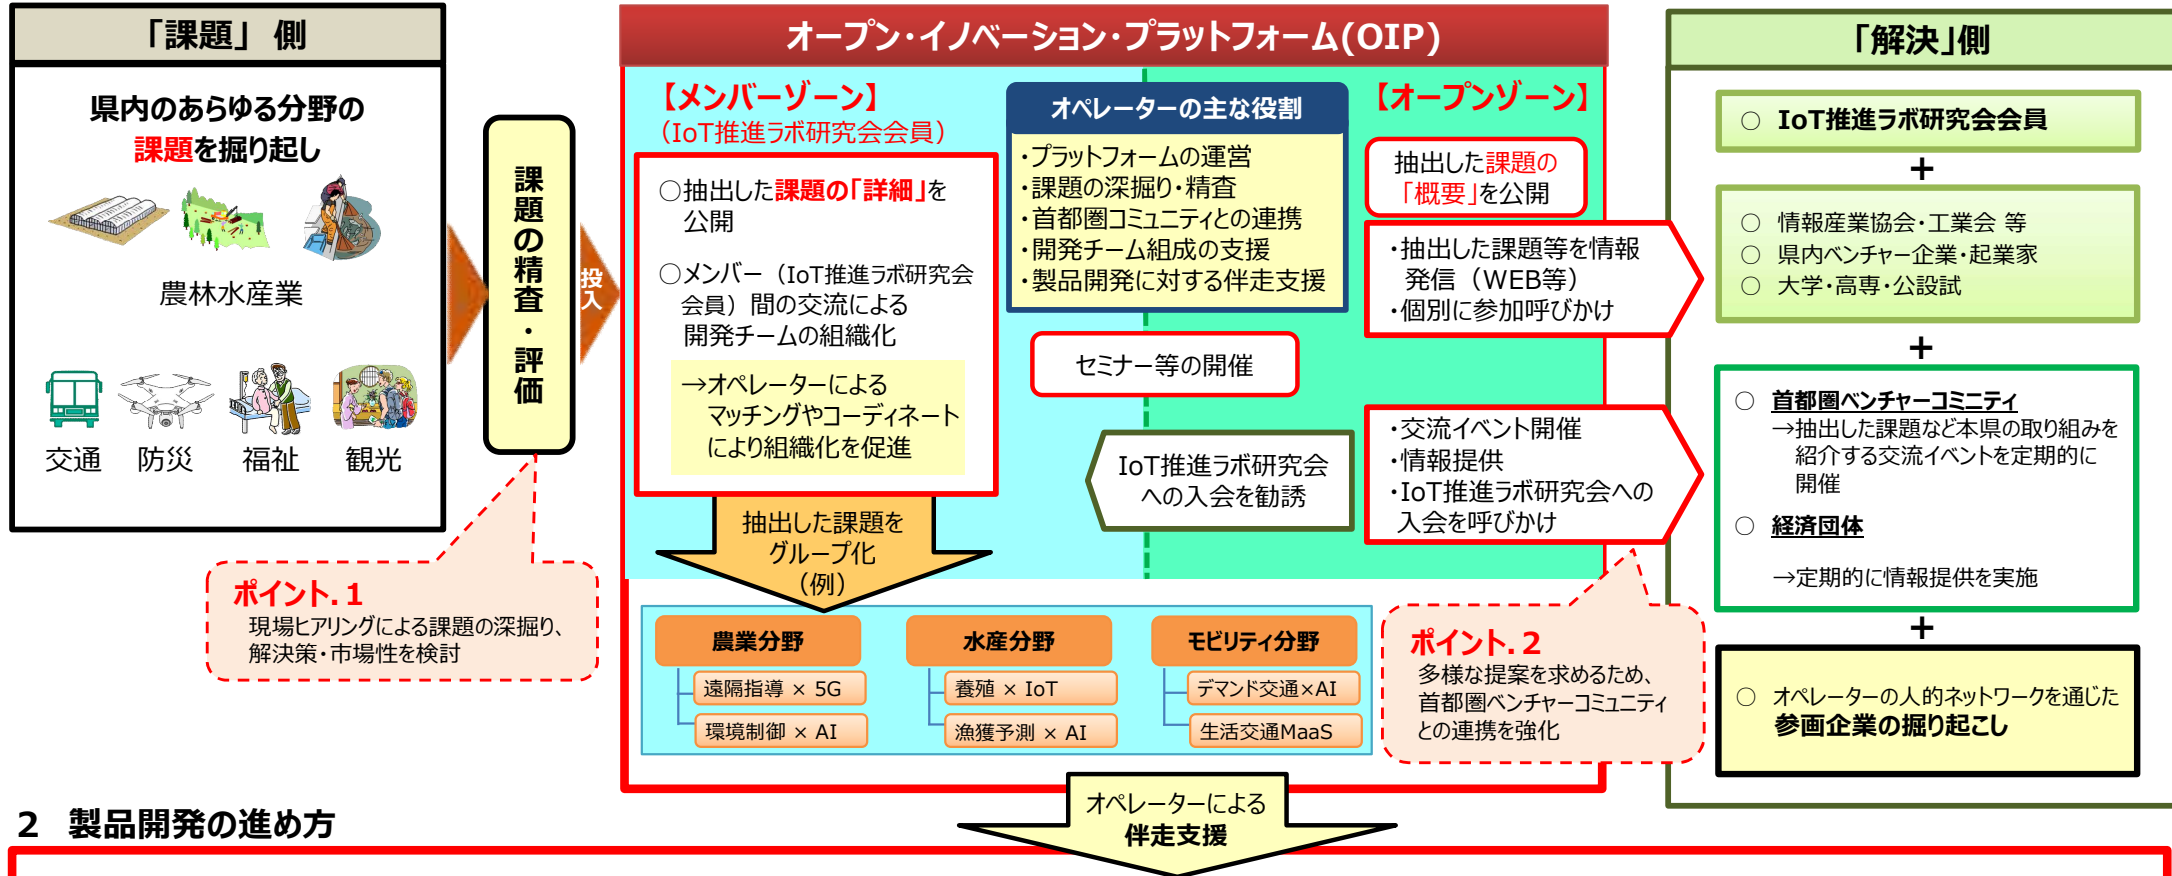 「課題」 側
県内のあらゆる分野の
課題を掘り起し
農林水産業
交通
防災
福祉
観光
課題の精査・評価
投入
ポイント.1
現場ヒアリングによる課題の深掘り、
解決策・市場性を検討
オープン・イノベーション・プラットフォーム(OIP)
【メンバーゾーン】
（IoT推進ラボ研究会会員）
○抽出した課題の「詳細」を
公開
○メンバー（IoT推進ラボ研究会
会員）間の交流による
開発チームの組織化
→オペレーターによる
マッチングやコーディネート
により組織化を促進
オペレーターの主な役割
・プラットフォームの運営
・課題の深掘り・精査
・首都圏コミュニティとの連携
・開発チーム組成の支援
・製品開発に対する伴走支援
【オープンゾーン】
抽出した課題の
「概要」を公開
・抽出した課題等を情報
発信（WEB等）
・個別に参加呼びかけ
セミナー等の開催
IoT推進ラボ研究会
への入会を勧誘
・交流イベント開催
・情報提供
・IoT推進ラボ研究会への
入会を呼びかけ
抽出した課題を
グループ化
（例）
農業分野
遠隔指導 × 5G
環境制御 × AI
水産分野
養殖 × IoT
漁獲予測 × AI
モビリティ分野
デマンド交通×AI
生活交通MaaS
ポイント.2
多様な提案を求めるため、
首都圏ベンチャーコミュニティ
との連携を強化
「解決」側
○ IoT推進ラボ研究会会員
+
○ 情報産業協会・工業会 等
○ 県内ベンチャー企業・起業家
○ 大学・高専・公設試
+
○ 首都圏ベンチャーコミニティ
→抽出した課題など本県の取り組みを
紹介する交流イベントを定期的に
開催
○ 経済団体
→定期的に情報提供を実施
+
○ オペレーターの人的ネットワークを通じた
参画企業の掘り起こし
オペレーターによる
伴走支援
2 製品開発の進め方